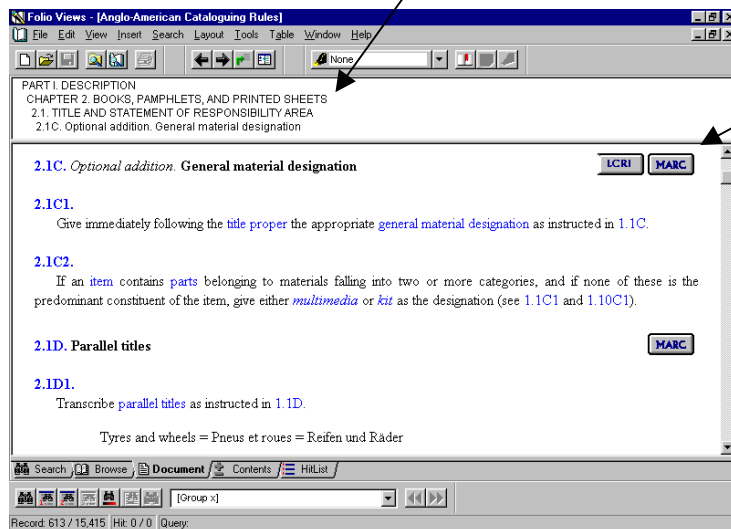 Folio Views - [Anglo-American Cataloguing Rules]
File Edit View Insert Search Layout Tools Table Window Help
None
PART I. DESCRIPTION
CHAPTER 2. BOOKS, PAMPHLETS, AND PRINTED SHEETS
2.1. TITLE AND STATEMENT OF RESPONSIBILITY AREA
2.1C. Optional addition. General material designation
2.1C. Optional addition. General material designation LCRI MARC
2.1C1.
Give immediately following the title proper the appropriate general material designation as instructed in 1.1C.
2.1C2.
If an item contains parts belonging to materials falling into two or more categories, and if none of these is the
predominant constituent of the item, give either multimedia or kit as the designation (see 1.1C1 and 1.10C1).
2.1D. Parallel titles MARC
2.1D1.
Transcribe parallel titles as instructed in 1.1D.
Tyres and wheels = Pneus et roues = Reifen und Räder
Search Browse Document Contents HitList
[Group x]
Record: 613 / 15,415 Hit: 0 / 0 Query: